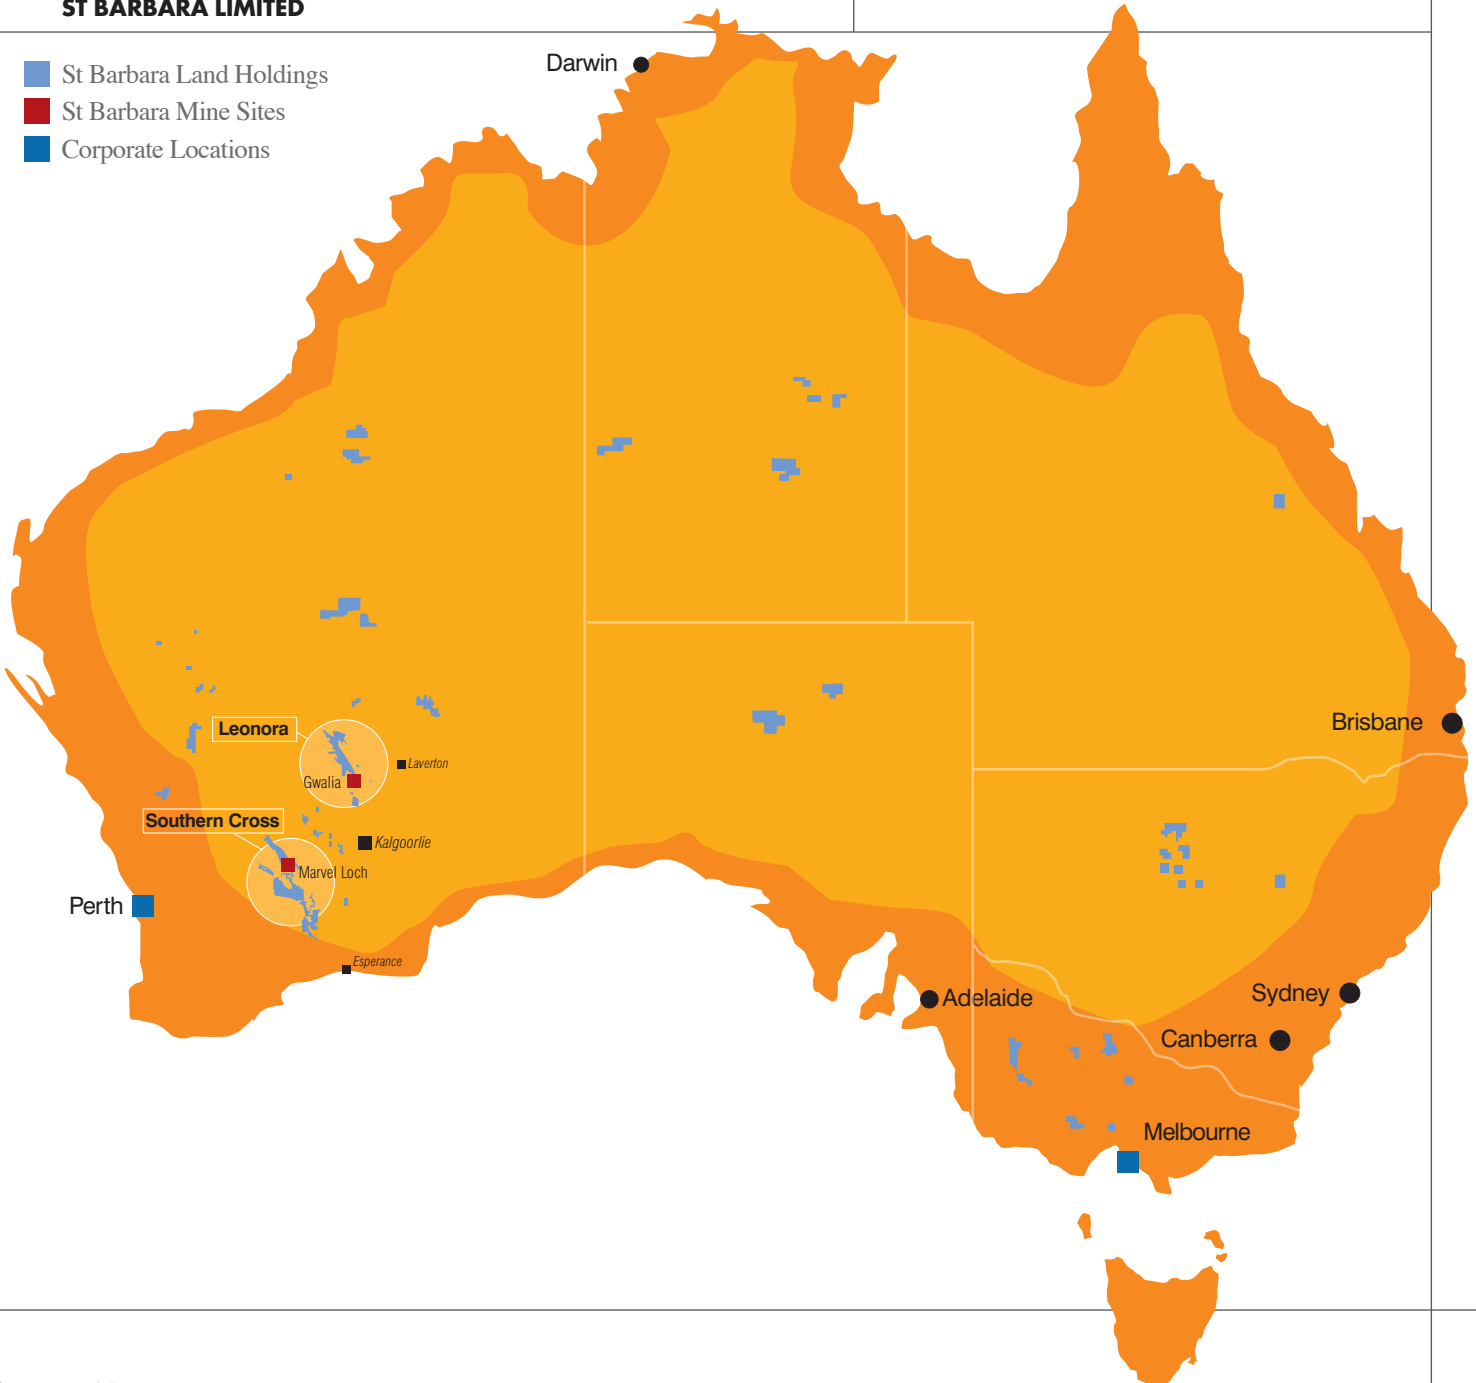 ST BARBARA LIMITED
Darwin
St Barbara Land Holdings
St Barbara Mine Sites
Corporate Locations
Brisbane
Leonora
Laverton
Gwalia
Southern Cross
Kalgoorlie
Marvel Loch
Perth
Esperance
Adelaide
Sydney
Canberra
Melbourne